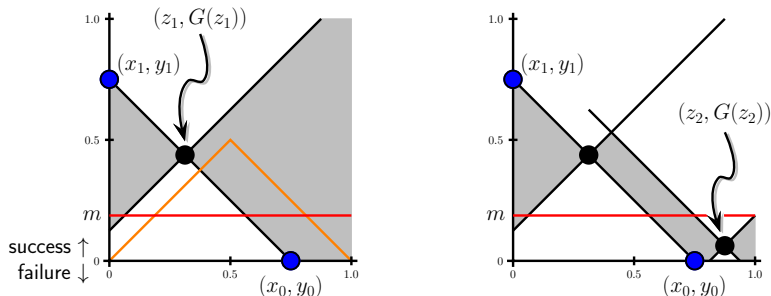 (z₁, G(z₁))
1.0
(x₁, y₁)
0.5
m
success ↑
failure ↓
0
0
0.5
1.0
(x₀, y₀)
1.0
(x₁, y₁)
(z₂, G(z₂))
0.5
m
0
0
0.5
1.0
(x₀, y₀)